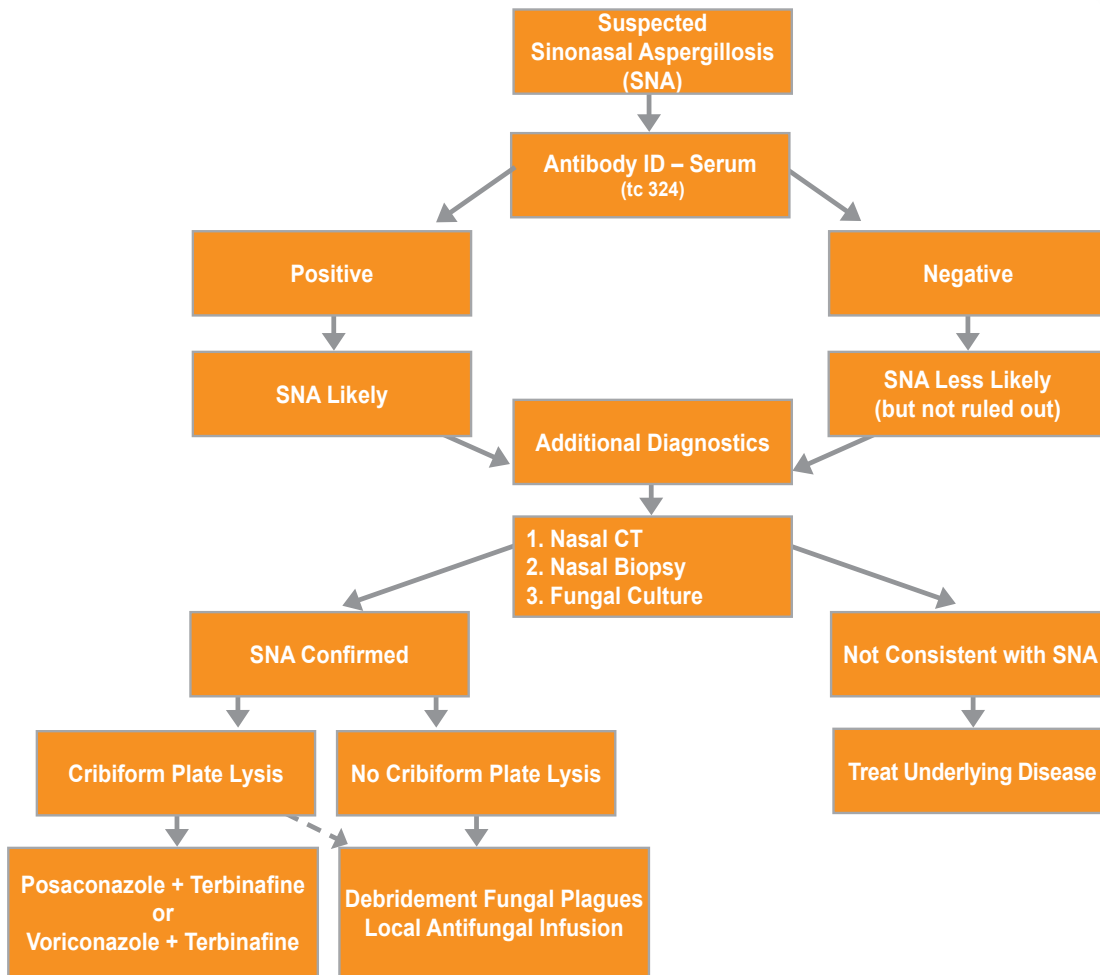 Suspected
Sinonasal Aspergillosis
(SNA)
Antibody ID – Serum
(tc 324)
Positive
Negative
SNA Likely
SNA Less Likely
(but not ruled out)
Additional Diagnostics
1. Nasal CT
2. Nasal Biopsy
3. Fungal Culture
SNA Confirmed
Not Consistent with SNA
Cribiform Plate Lysis
No Cribiform Plate Lysis
Treat Underlying Disease
Posaconazole + Terbinafine
or
Voriconazole + Terbinafine
Debridement Fungal Plagues
Local Antifungal Infusion